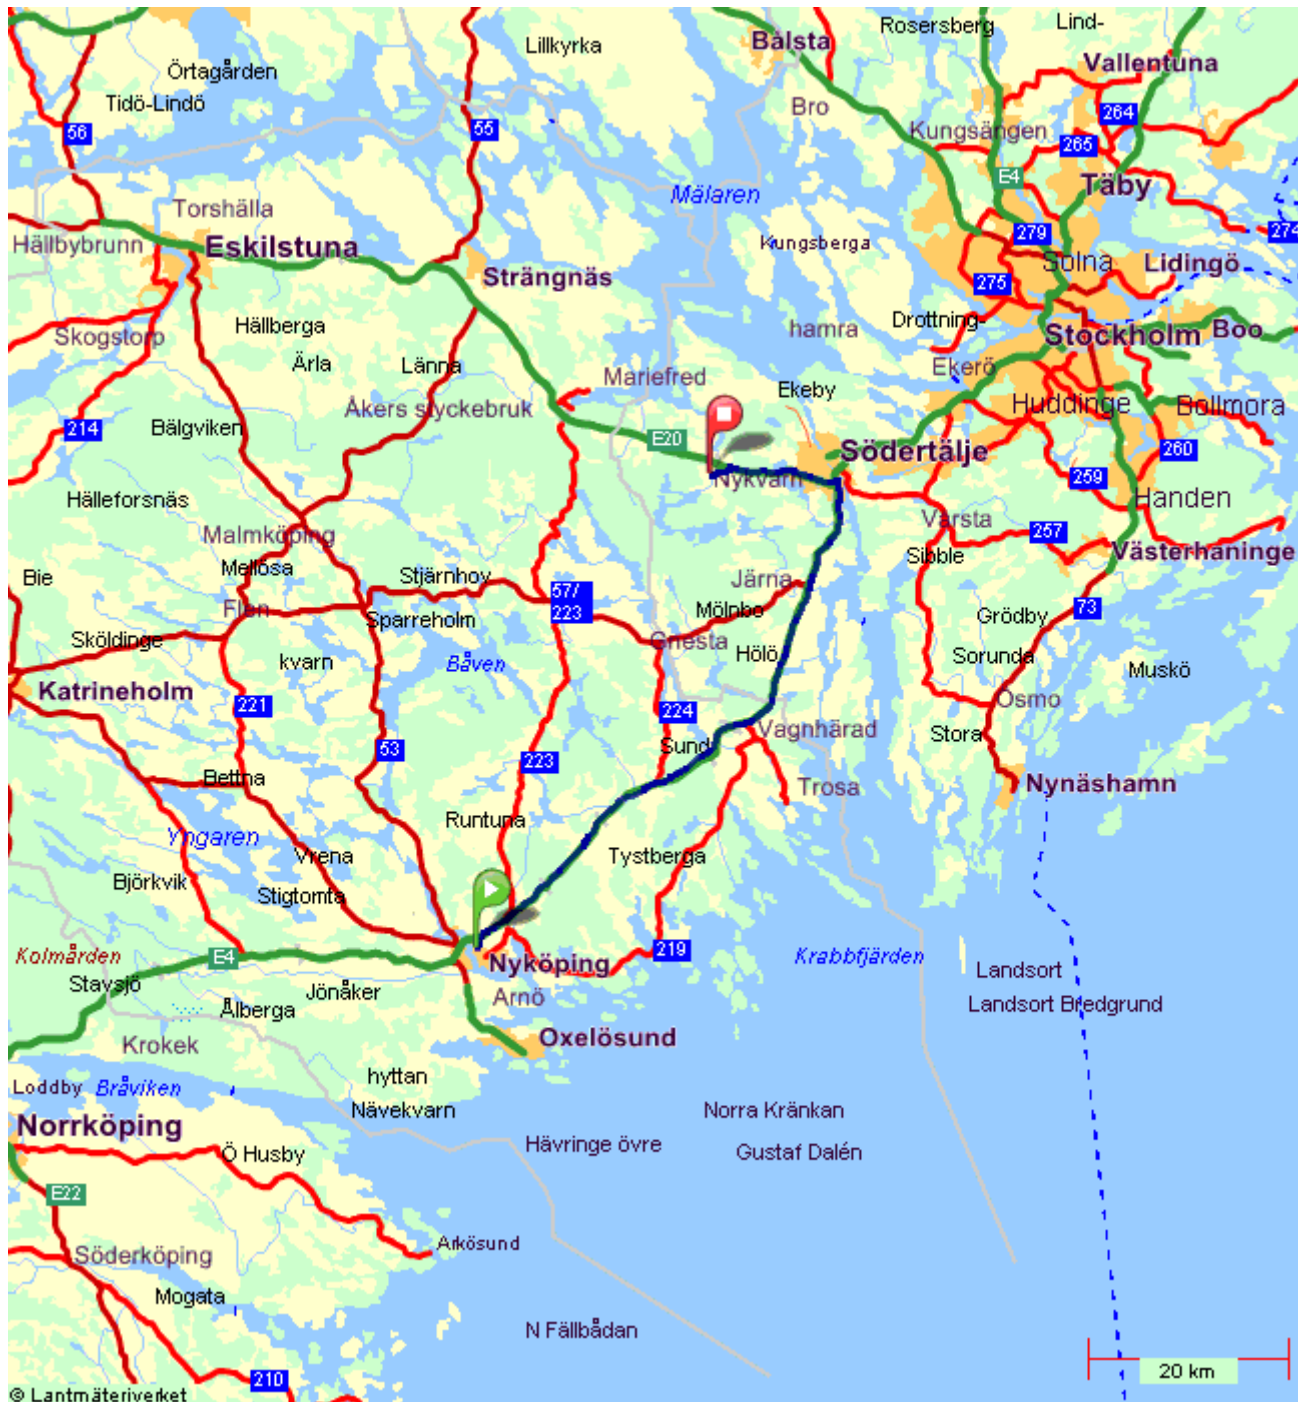 Rosersberg
Lind-
Lillkyrka
Bålsta
Vallentuna
Örtagården
Tidö-Lindö
Bro
264
56
55
Kungsängen
265
E4
Täby
Mälaren
Torshälla
Hällbybrunn
Eskilstuna
Kungsberga
279
274
Strängnäs
Solna
Lidingö
275
Hällberga
Skogstorp
hamra
Drottning-
Stockholm
Boo
Ärla
Länna
Ekerö
Mariefred
Ekeby
Åkers styckebruk
Huddinge
Bollmora
214
Bälgviken
E20
Södertälje
260
Nykvarn
259
Hälleforsnäs
Handen
Malmköping
Varsta
257
Västerhaninge
Sibble
Bie
Mellösa
Stjärnhov
Järna
577
223
Flen
Sparreholm
Mölnbo
73
Grödby
Sköldinge
Gnesta
kvarn
Båven
Hölö
Sorunda
Muskö
Katrineholm
221
224
Ösmo
Vagnhärad
Stora
53
Sund
223
Bettna
Trosa
Nynäshamn
Yngaren
Runtuna
Vrena
Tystberga
Björkvik
Stigtomta
Kolmården
E4
219
Krabbfjärden
Nyköping
Landsort
Stavsjö
Jönåker
Arnö
Landsort Bredgrund
Ålberga
Krokek
Oxelösund
hyttan
Loddby
Bråviken
Nävekvarn
Norra Kränkan
Norrköping
Hävringe övre
Gustaf Dalén
Ö Husby
E22
Arkösund
Söderköping
Mogata
N Fällbådan
210
20 km
© Lantmäteriverket